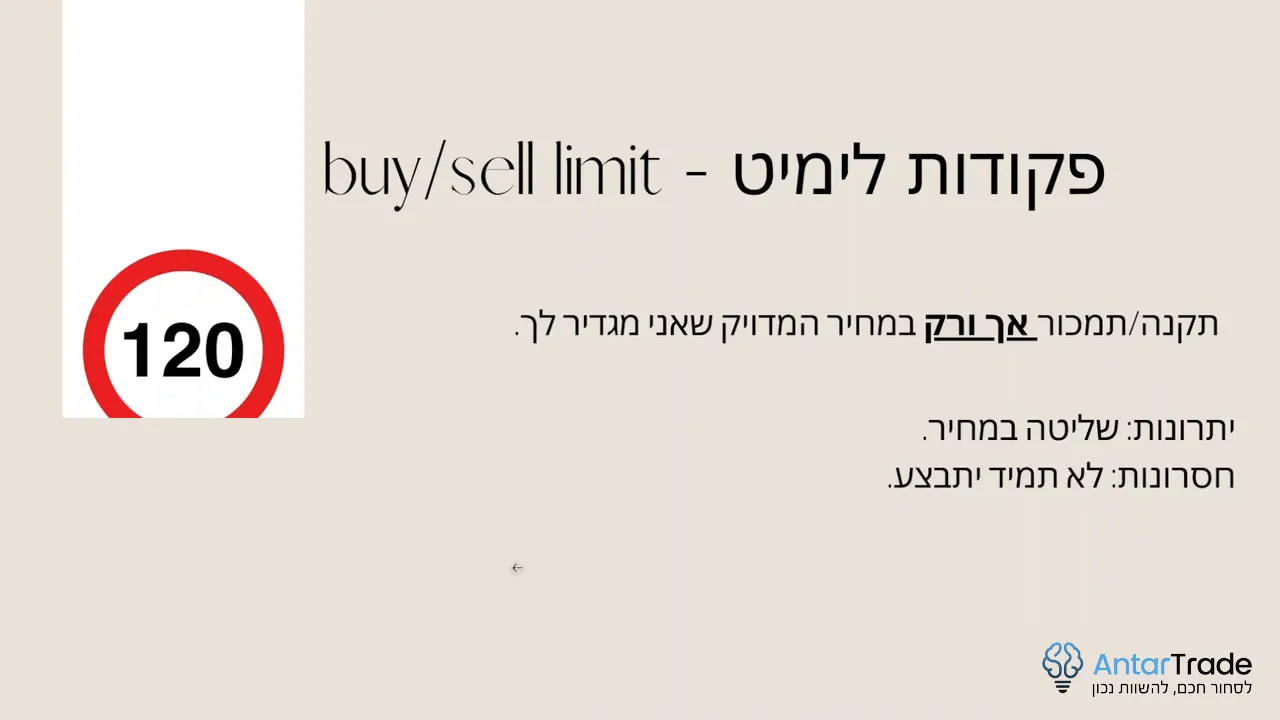 פקודות לימיט - buy/sell limit
120
תקנה/תמכור אך ורק במחיר המדויק שאני מגדיר לך.
יתרונות: שליטה במחיר.
חסרונות: לא תמיד יתבצע.
AntarTrade
לסחור חכם, להשוות נכון